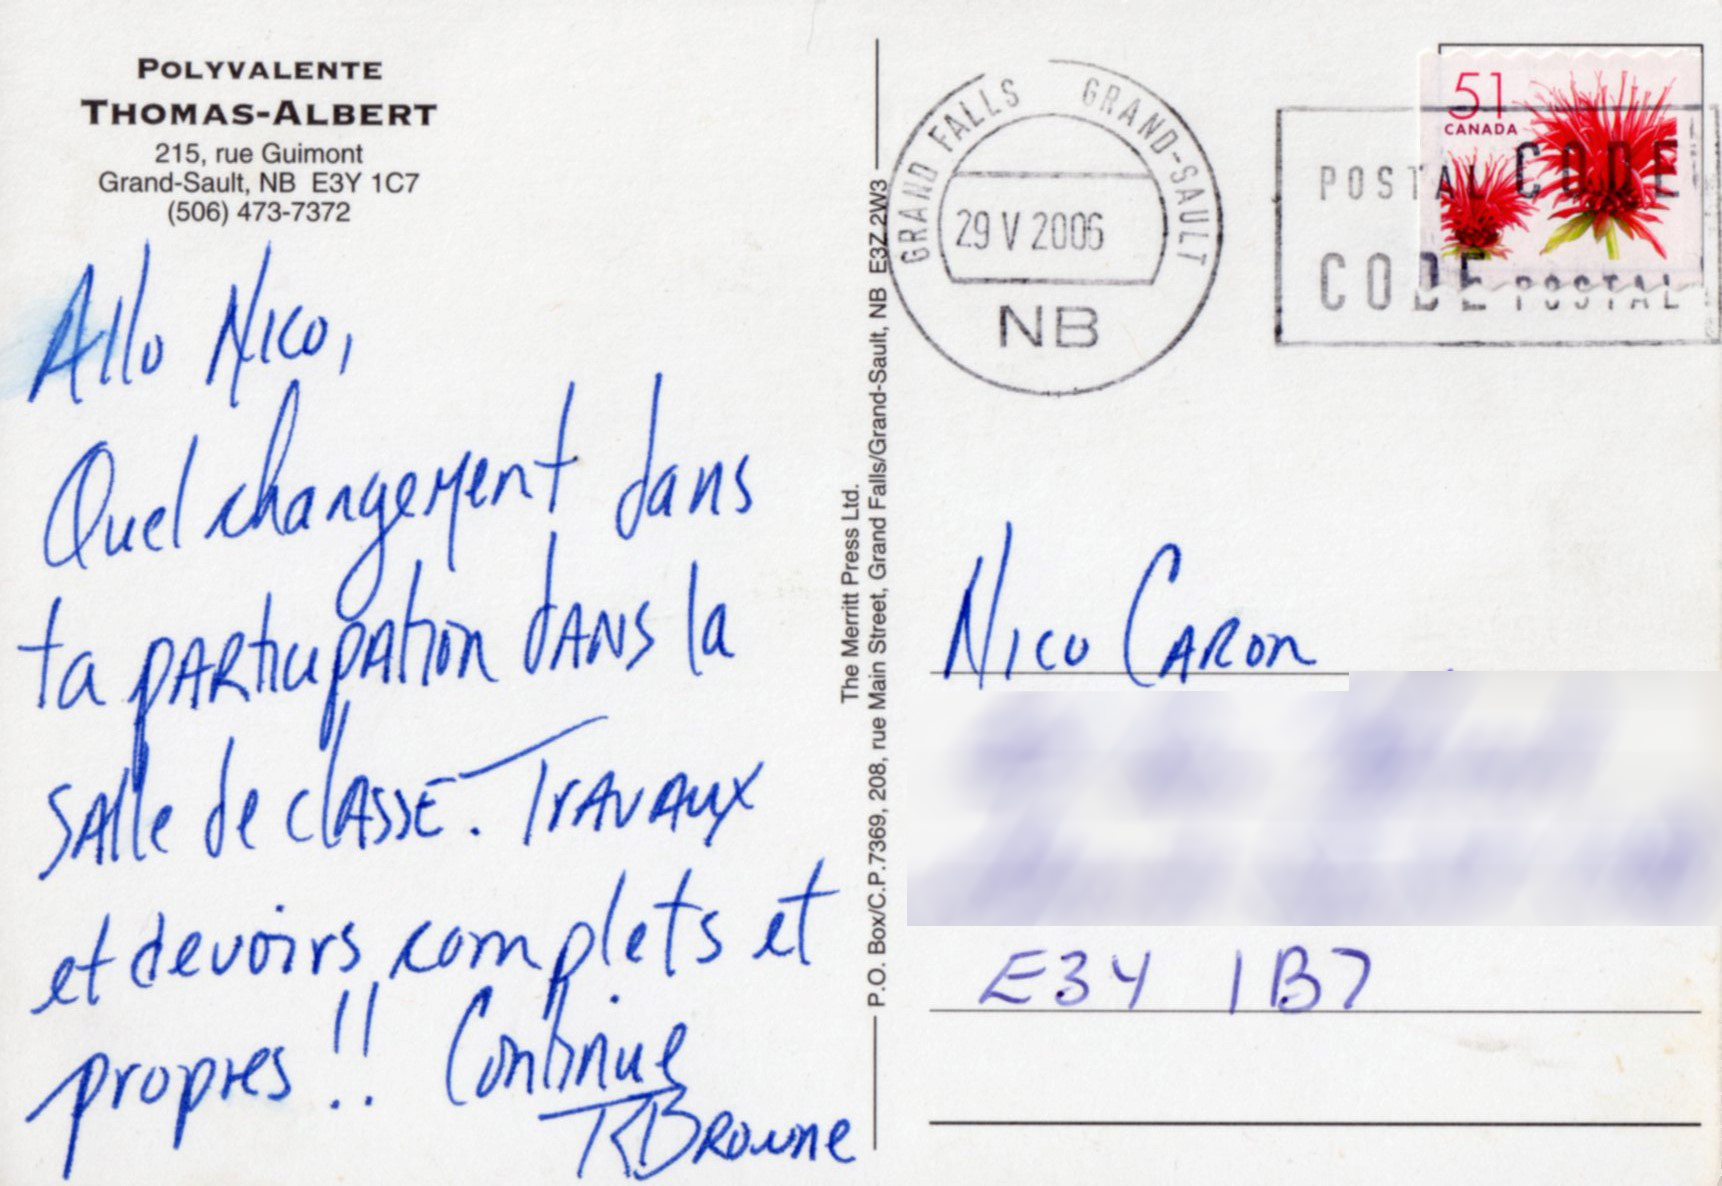 POLYVALENTE
THOMAS-ALBERT
215, rue Guimont
Grand-Sault, NB E3Y 1C7
(506) 473-7372
Allo Nico,
Quel changement dans
ta participation dans la
salle de classe. Travaux
et devoirs complets et
propres !! Continue
RBrowne
The Merritt Press Ltd.
P.O. Box/C.P.7369, 208, rue Main Street, Grand Falls/Grand-Sault, NB E3Z 2W3
GRAND FALLS GRAND-SAULT
29 V 2006
NB
51
CANADA
POSTAL CODE
CODE POSTAL
Nico Caron
E3Y 1B7